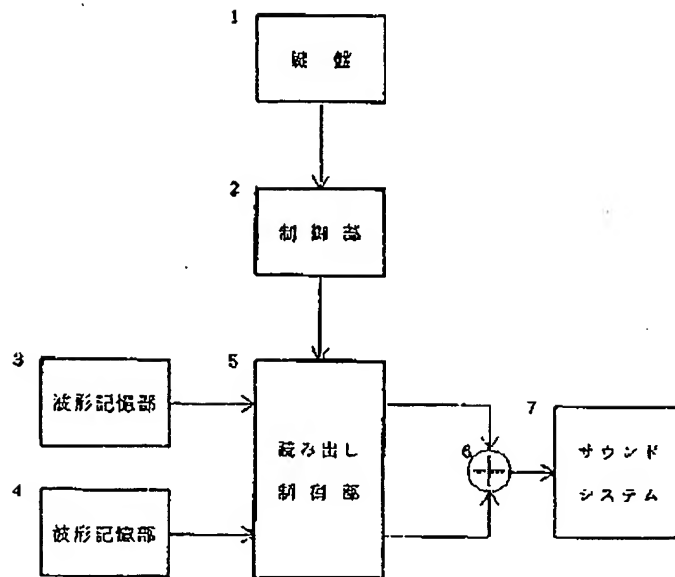 1
鍵 盤
2
制 御 部
3
波形記憶部
5
読み出し
制 御 部
4
波形記憶部
6
7
サウンド
システム